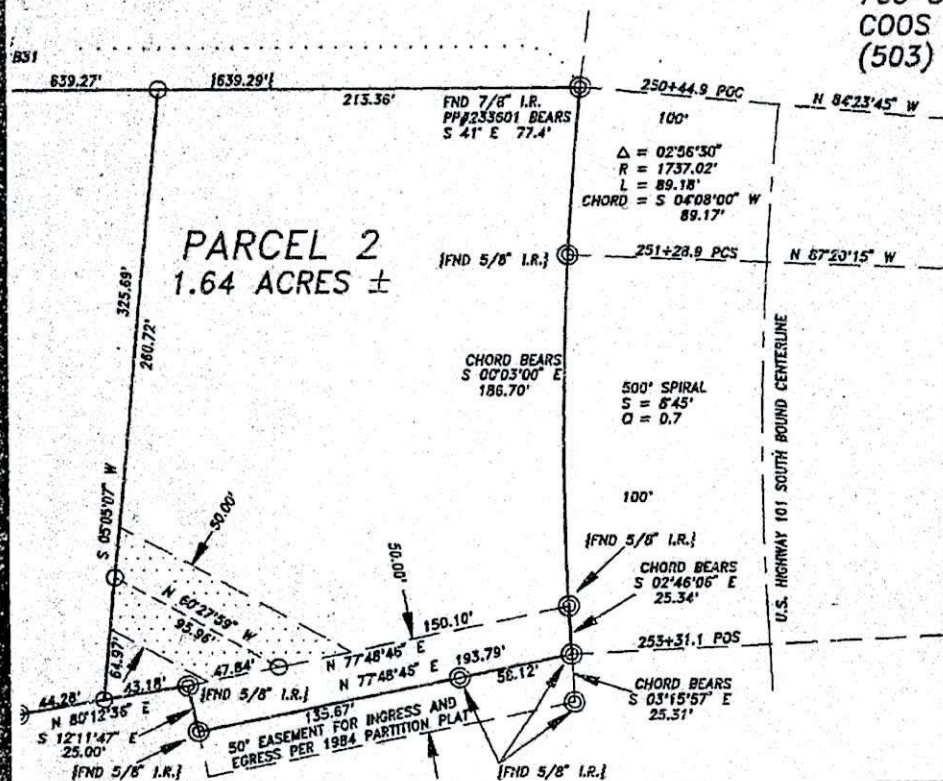 COOS
(503)
B31
639.27'
{639.29'}
213.36'
FND 7/8" I.R.
PP#233601 BEARS
S 41° E 77.4'
250+44.9 POC
N 84°23'45" W
100'
Δ = 02°56'30"
R = 1737.02'
L = 89.18'
CHORD = S 04°08'00" W
89.17'
PARCEL 2
1.64 ACRES ±
{FND 5/8" I.R.}
251+28.9 PCS
N 87°20'15" W
325.69'
260.72'
CHORD BEARS
S 00°03'00" E
186.70'
500' SPIRAL
S = 8°45'
Q = 0.7
U.S. HIGHWAY 101 SOUTH BOUND CENTERLINE
100'
S 05°05'07" W
50.00'
{FND 5/8" I.R.}
50.00'
CHORD BEARS
S 02°46'06" E
25.34'
N 60°27'59" W
95.96'
150.10'
253+31.1 POS
64.97'
47.84'
N 77°48'46" E
N 77°48'45" E
193.79'
58.12'
44.28'
43.18'
{FND 5/8" I.R.}
CHORD BEARS
S 03°15'57" E
25.31'
N 80°12'36" E
S 12°11'47" E
25.00'
135.67'
50' EASEMENT FOR INGRESS AND
EGRESS PER 1984 PARTITION PLAT
{FND 5/8" I.R.}
{FND 5/8" I.R.}